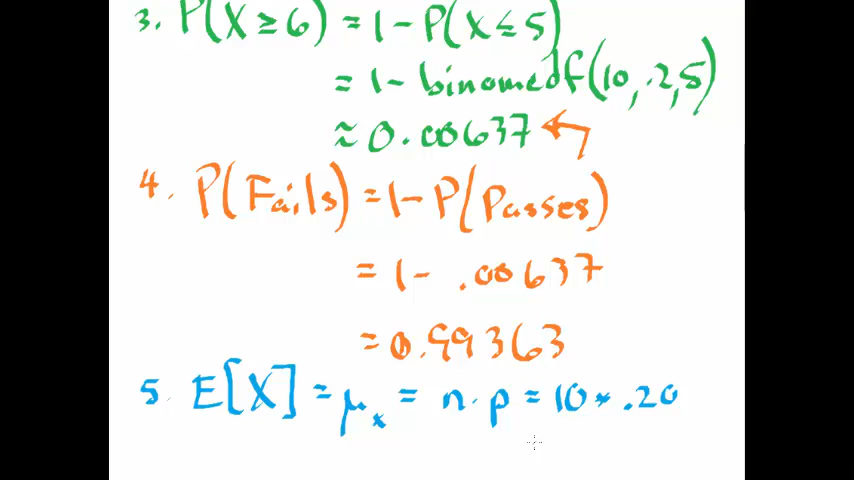 3. P(X ≥ 6) = 1 - P(X ≤ 5)
= 1 - binomcdf(10, .2, 5)
≈ 0.00637
4. P(Fails) = 1 - P(Passes)
= 1 - .00637
= 0.99363
5. E[X] = μx = n · p = 10 * .20